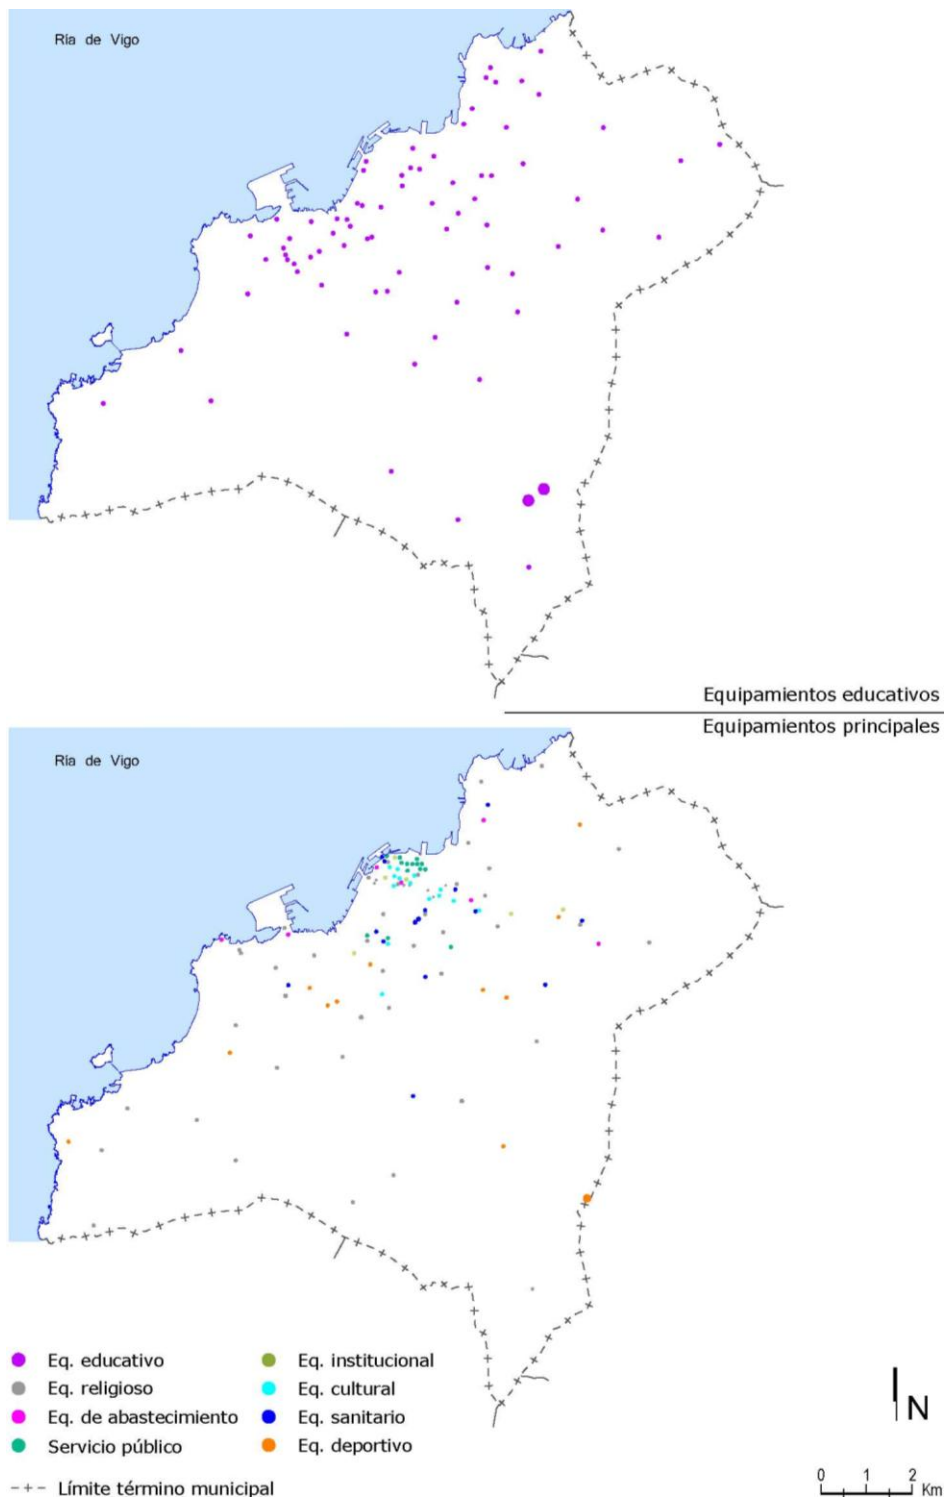 Ría de Vigo
Equipamientos educativos
Equipamientos principales
Ría de Vigo
Eq. educativo
Eq. religioso
Eq. de abastecimiento
Servicio público
Eq. institucional
Eq. cultural
Eq. sanitario
Eq. deportivo
Límite término municipal
N
0 1 2 Km